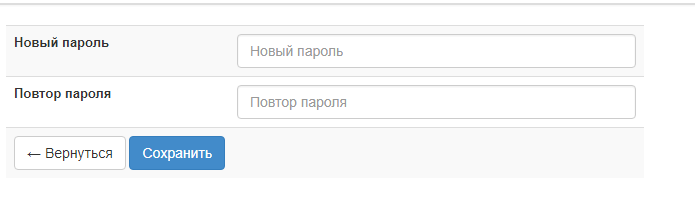 Новый пароль Новый пароль
Повтор пароля Повтор пароля
← Вернуться Сохранить